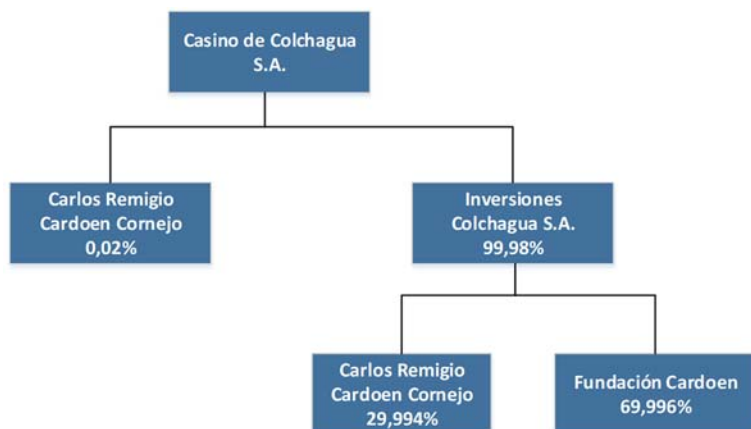 Casino de Colchagua
S.A.
Carlos Remigio
Cardoen Cornejo
0,02%
Inversiones
Colchagua S.A.
99,98%
Carlos Remigio
Cardoen Cornejo
29,994%
Fundación Cardoen
69,996%